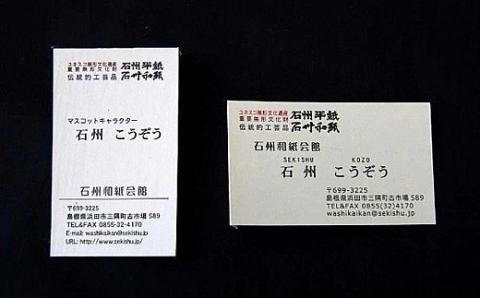 ユネスコ無形文化遺産
重要無形文化財
伝統的工芸品
石州半紙
石州和紙
マスコットキャラクター
石州 こうぞう
石州和紙会館
〒699-3225
島根県浜田市三隅町古市場 589
TEL&FAX 0855-32-4170
E-mail: washikaikan@sekishu.jp
URL: http://www.sekishu.jp/
ユネスコ無形文化遺産
重要無形文化財
伝統的工芸品
石州半紙
石州和紙
石州和紙会館
SEKISHU KOZO
石州 こうぞう
〒699-3225
島根県浜田市三隅町古市場 589
TEL&FAX 0855(32)4170
washikaikan@sekishu.jp